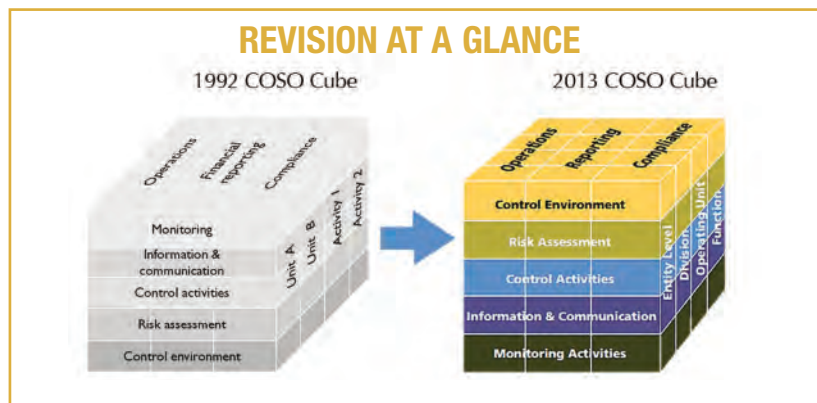 REVISION AT A GLANCE
1992 COSO Cube
Operations
Financial
reporting
Compliance
Monitoring
Information &
communication
Control activities
Risk assessment
Control environment
Unit A
Unit B
Activity 1
Activity 2
2013 COSO Cube
Operations
Reporting
Compliance
Control Environment
Risk Assessment
Control Activities
Information & Communication
Monitoring Activities
Entity Level
Division
Operating Unit
Function